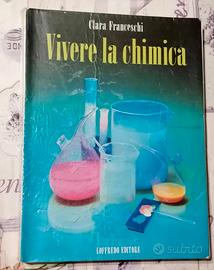 Clara Franceschi
Vivere la chimica
LOFFREDO EDITORE
subito